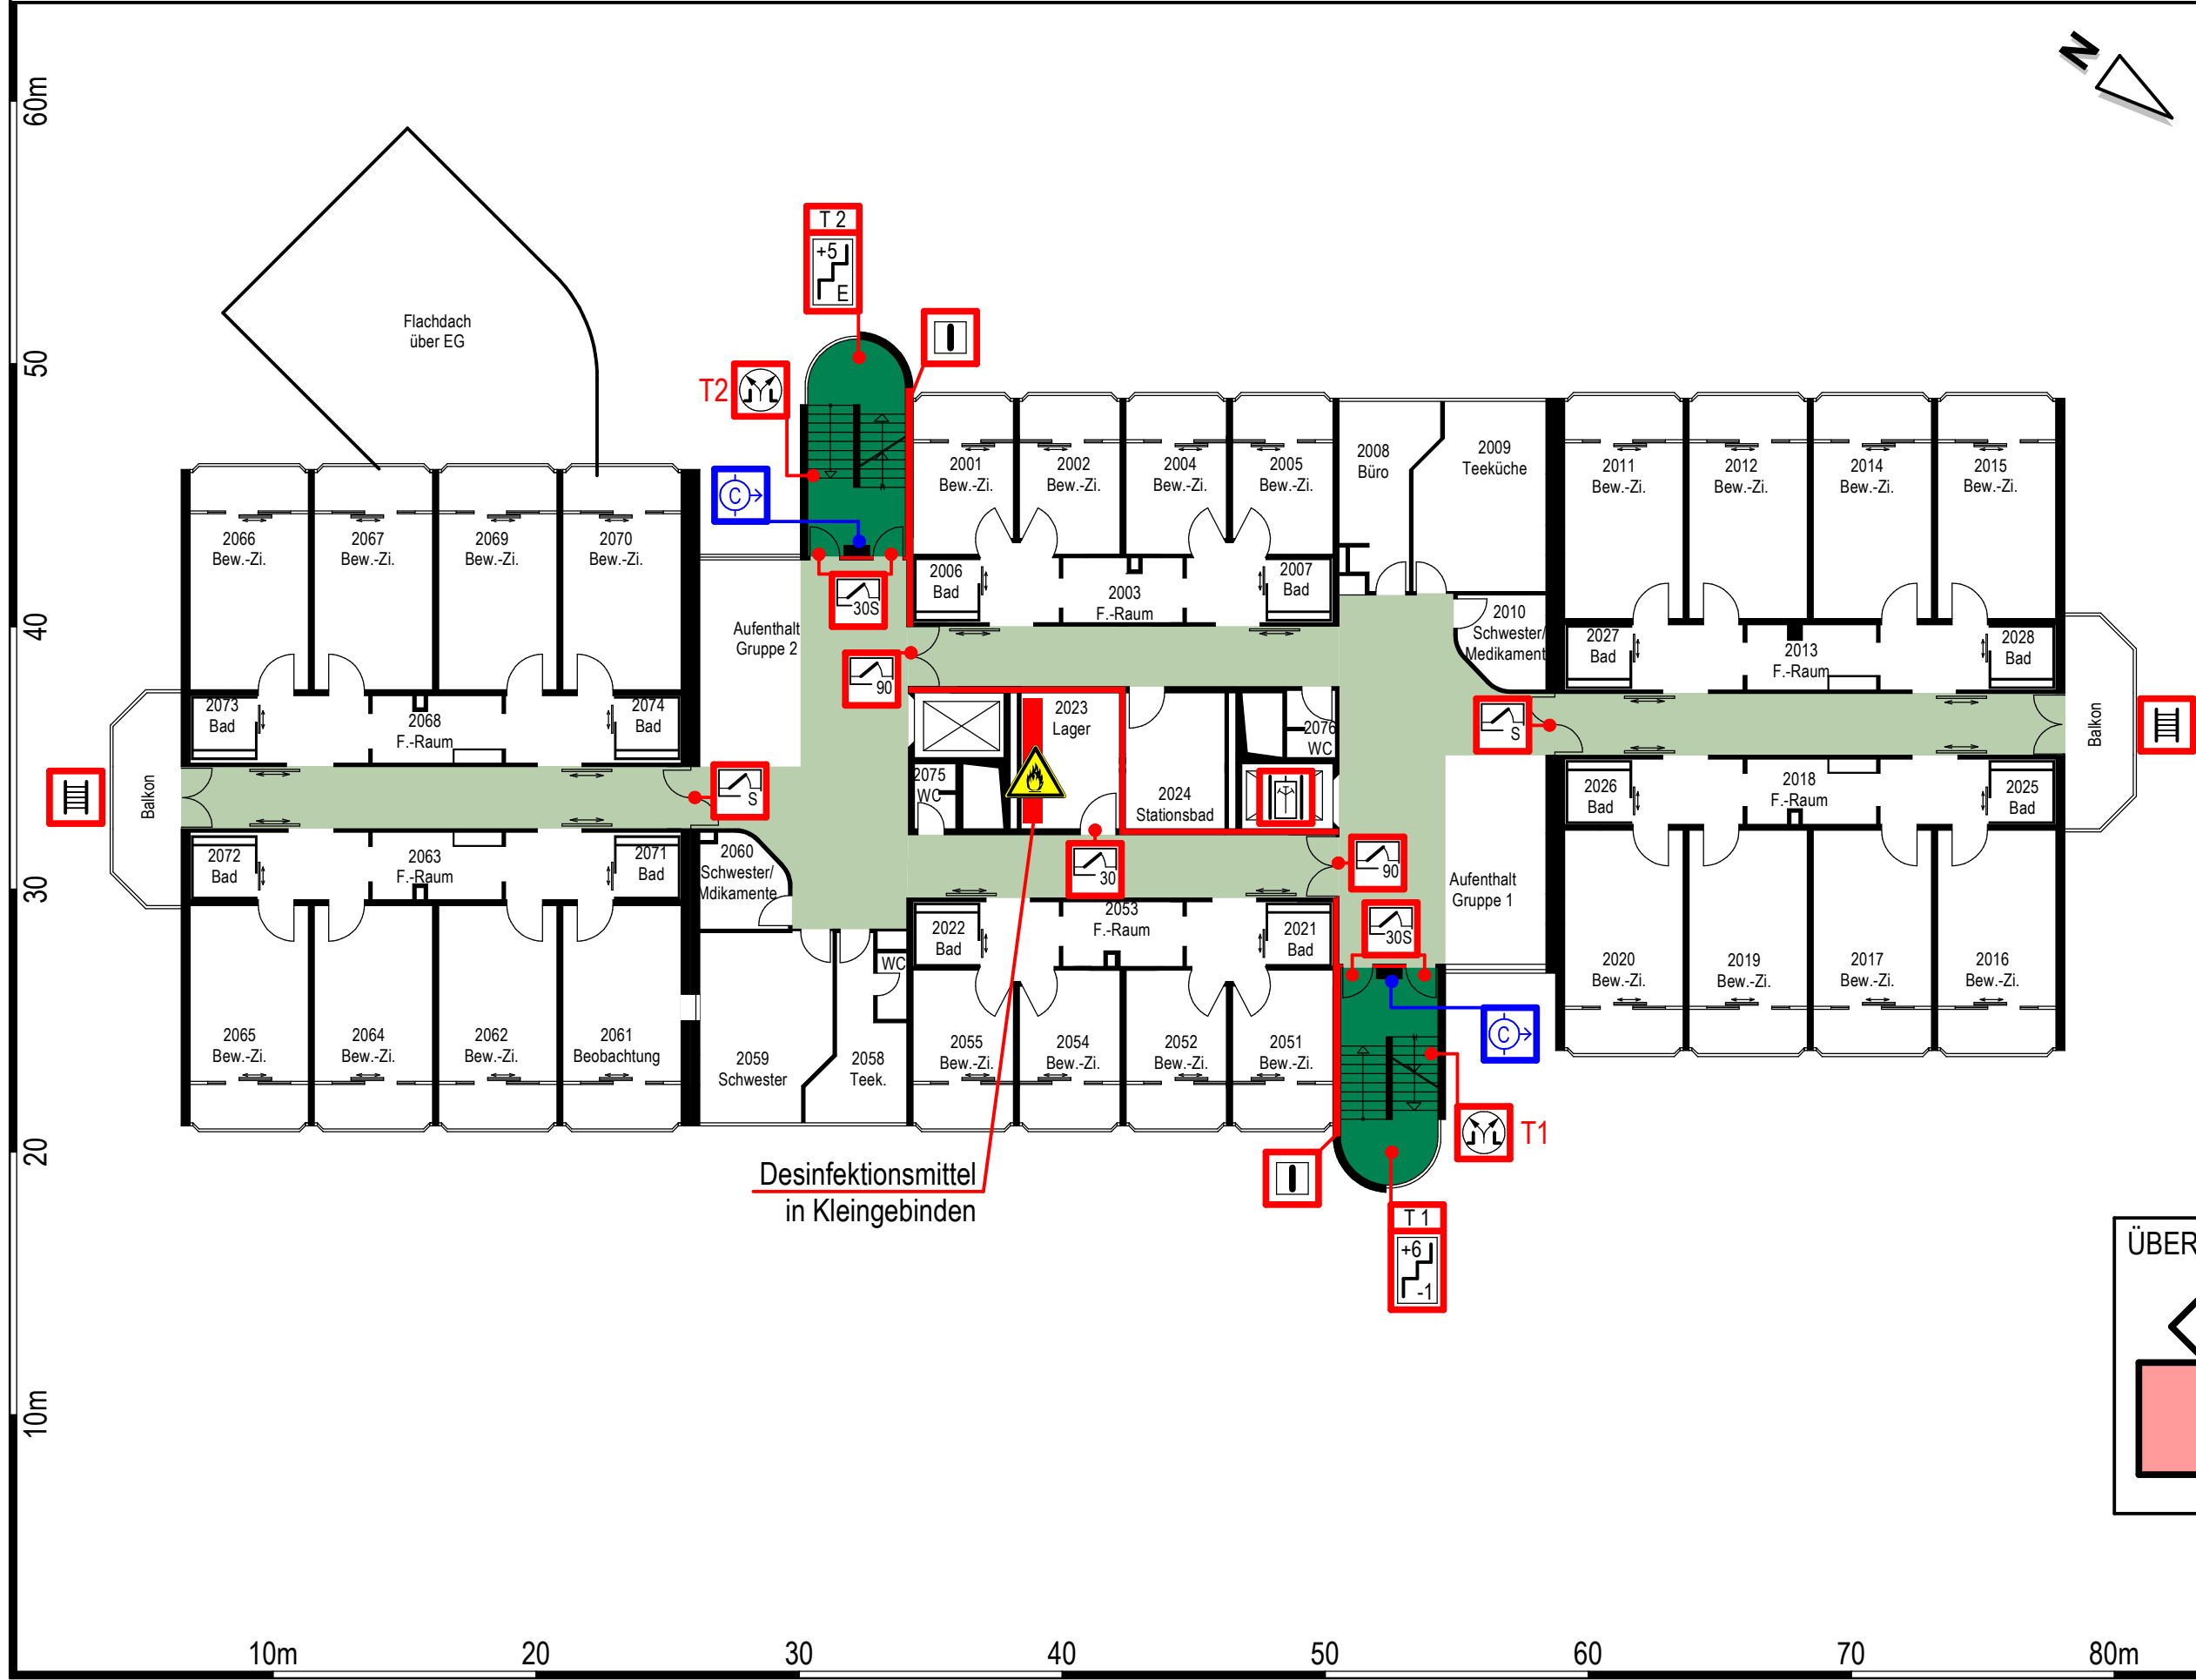 N
60m
50
40
30
20
10m
10m
20
30
40
50
60
70
80m
Flachdach
über EG
T 2
+5
E
T2
C
30S
90
2001
Bew.-Zi.
2002
Bew.-Zi.
2004
Bew.-Zi.
2005
Bew.-Zi.
2008
Büro
2009
Teeküche
2011
Bew.-Zi.
2012
Bew.-Zi.
2014
Bew.-Zi.
2015
Bew.-Zi.
2066
Bew.-Zi.
2067
Bew.-Zi.
2069
Bew.-Zi.
2070
Bew.-Zi.
2006
Bad
2003
F.-Raum
2007
Bad
Aufenthalt
Gruppe 2
2010
Schwester/
Medikament
2027
Bad
2013
F.-Raum
2028
Bad
2073
Bad
2068
F.-Raum
2074
Bad
2023
Lager
2076
WC
S
Balkon
Balkon
S
2075
WC
2024
Stationsbad
2026
Bad
2018
F.-Raum
2025
Bad
2072
Bad
2063
F.-Raum
2071
Bad
2060
Schwester/
Mdikamente
30
90
Aufenthalt
Gruppe 1
2022
Bad
2053
F.-Raum
2021
Bad
30S
WC
2020
Bew.-Zi.
2019
Bew.-Zi.
2017
Bew.-Zi.
2016
Bew.-Zi.
2065
Bew.-Zi.
2064
Bew.-Zi.
2062
Bew.-Zi.
2061
Beobachtung
2059
Schwester
2058
Teek.
2055
Bew.-Zi.
2054
Bew.-Zi.
2052
Bew.-Zi.
2051
Bew.-Zi.
C
T1
Desinfektionsmittel
in Kleingebinden
T 1
+6
-1
ÜBER